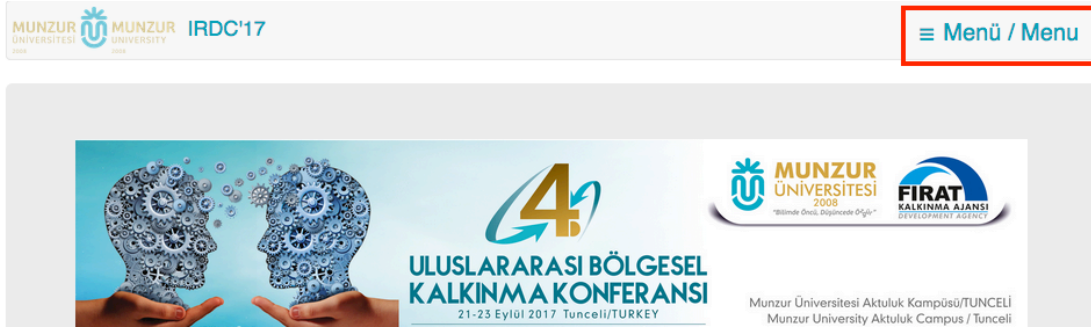 MUNZUR MUNZUR IRDC'17 ≡ Menü / Menu
ÜNİVERSİTESİ UNIVERSITY
2008 2008
4.
B
MUNZUR
ÜNİVERSİTESİ
2008
"Bilimde Öncü, Düşüncede Özgür"
FIRAT
KALKINMA AJANSI
DEVELOPMENT AGENCY
ULUSLARARASI BÖLGESEL
KALKINMA KONFERANSI
21-23 Eylül 2017 Tunceli/TURKEY
Munzur Üniversitesi Aktuluk Kampüsü/TUNCELİ
Munzur University Aktuluk Campus / Tunceli